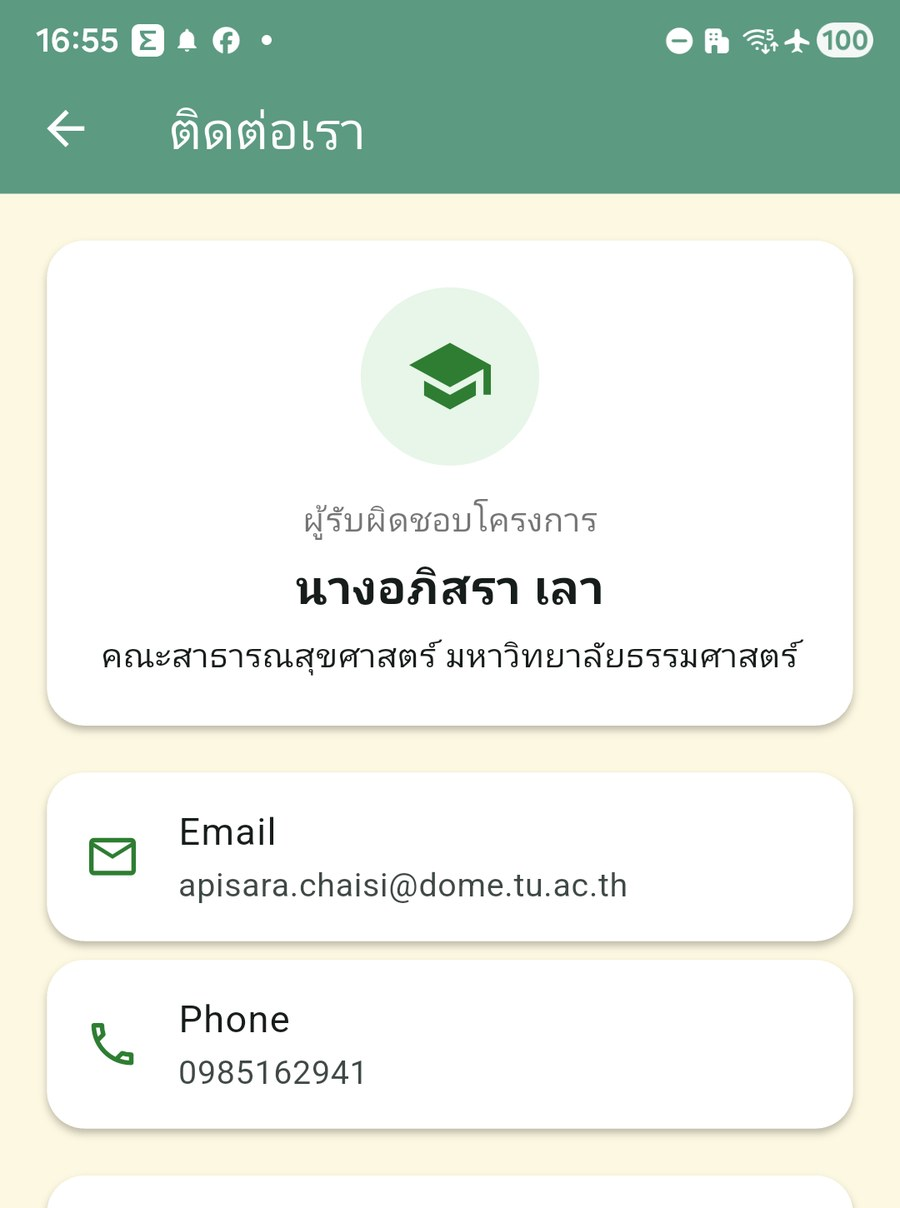 16:55
5
100
ติดต่อเรา
ผู้รับผิดชอบโครงการ
นางอภิสรา เลา
คณะสาธารณสุขศาสตร์ มหาวิทยาลัยธรรมศาสตร์
Email
apisara.chaisi@dome.tu.ac.th
Phone
0985162941